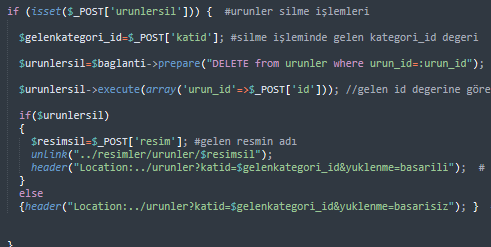 if (isset($_POST['urunlersil'])) {  #urunler silme işlemleri
$gelenkategori_id=$_POST['katid']; #silme işleminde gelen kategori_id degeri
$urunlersil=$baglanti->prepare("DELETE from urunler where urun_id=:urun_id");
$urunlersil->execute(array('urun_id'=>$_POST['id'])); //gelen id degerine göre
if($urunlersil)
{
$resimsil=$_POST['resim']; #gelen resmin adı
unlink("../resimler/urunler/$resimsil");
header("Location:../urunler?katid=$gelenkategori_id&yuklenme=basarili");  #
}
else
{header("Location:../urunler?katid=$gelenkategori_id&yuklenme=basarisiz"); }
}